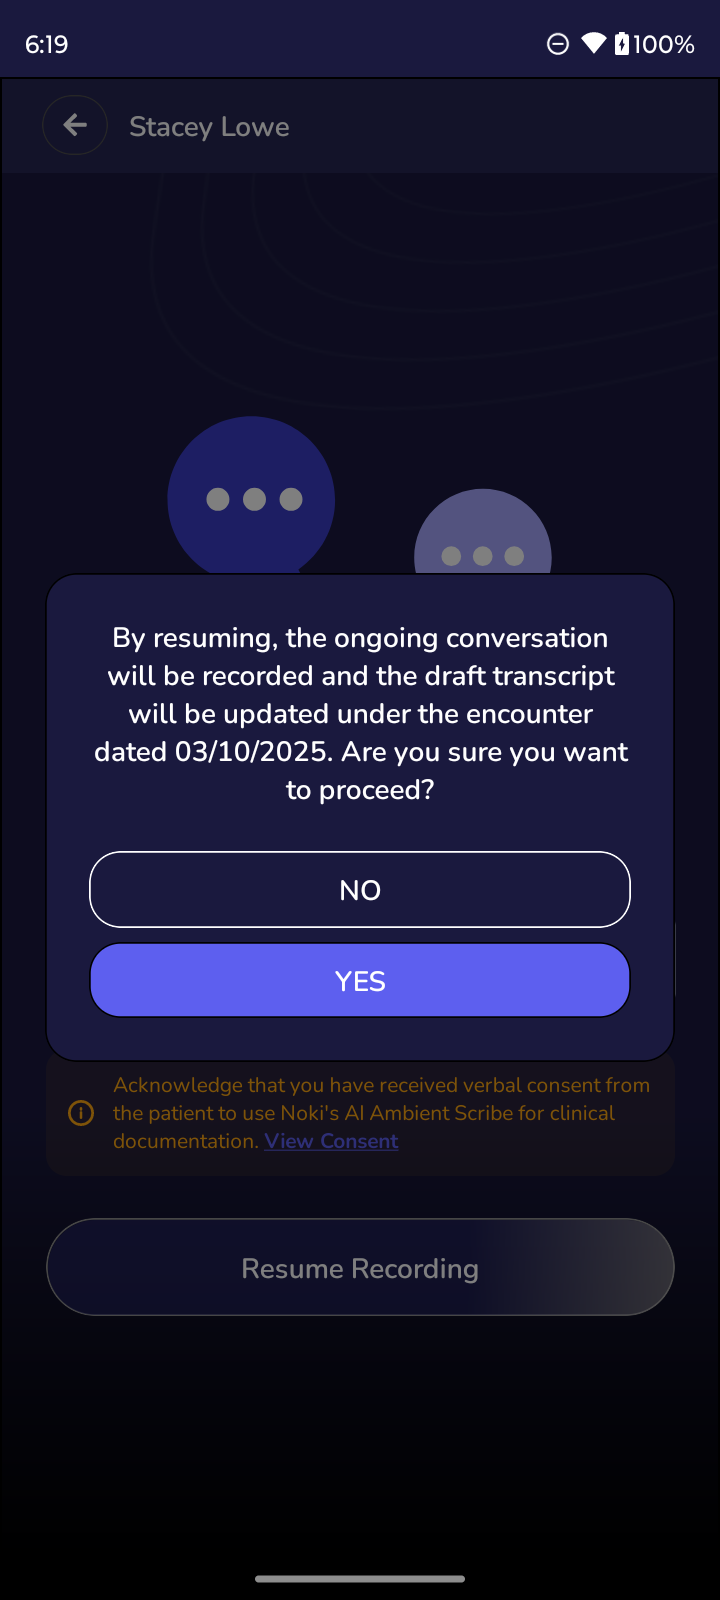 6:19
100%
Stacey Lowe
By resuming, the ongoing conversation
will be recorded and the draft transcript
will be updated under the encounter
dated 03/10/2025. Are you sure you want
to proceed?
NO
YES
Acknowledge that you have received verbal consent from
the patient to use Noki's AI Ambient Scribe for clinical
documentation. View Consent
Resume Recording